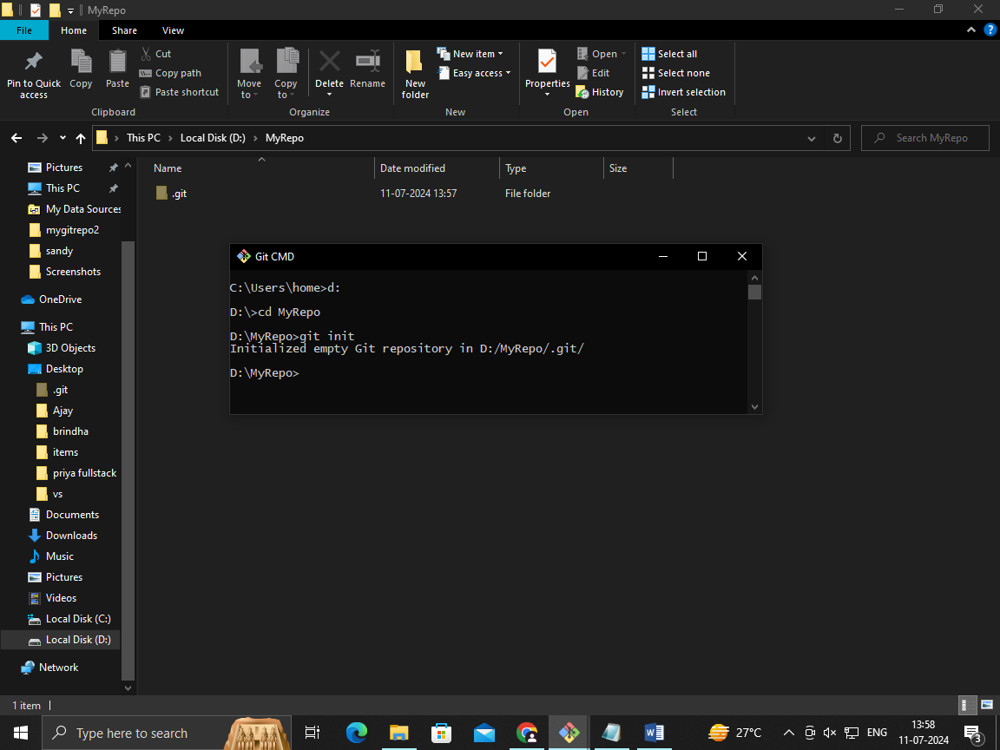 MyRepo
File Home Share View
Pin to Quick access
Copy
Paste
Cut
Copy path
Paste shortcut
Clipboard
Move to
Copy to
Delete
Rename
Organize
New folder
New item
Easy access
New
Properties
Open
Edit
History
Open
Select all
Select none
Invert selection
Select
This PC Local Disk (D:) MyRepo
Search MyRepo
Name Date modified Type Size
.git 11-07-2024 13:57 File folder
Pictures
This PC
My Data Sources
mygitrepo2
sandy
Screenshots
OneDrive
This PC
3D Objects
Desktop
.git
Ajay
brindha
items
priya fullstack
vs
Documents
Downloads
Music
Pictures
Videos
Local Disk (C:)
Local Disk (D:)
Network
Git CMD
C:\Users\home>d:
D:\>cd MyRepo
D:\MyRepo>git init
Initialized empty Git repository in D:/MyRepo/.git/
D:\MyRepo>
1 item
Type here to search
W
27°C
ENG
13:58
11-07-2024
3